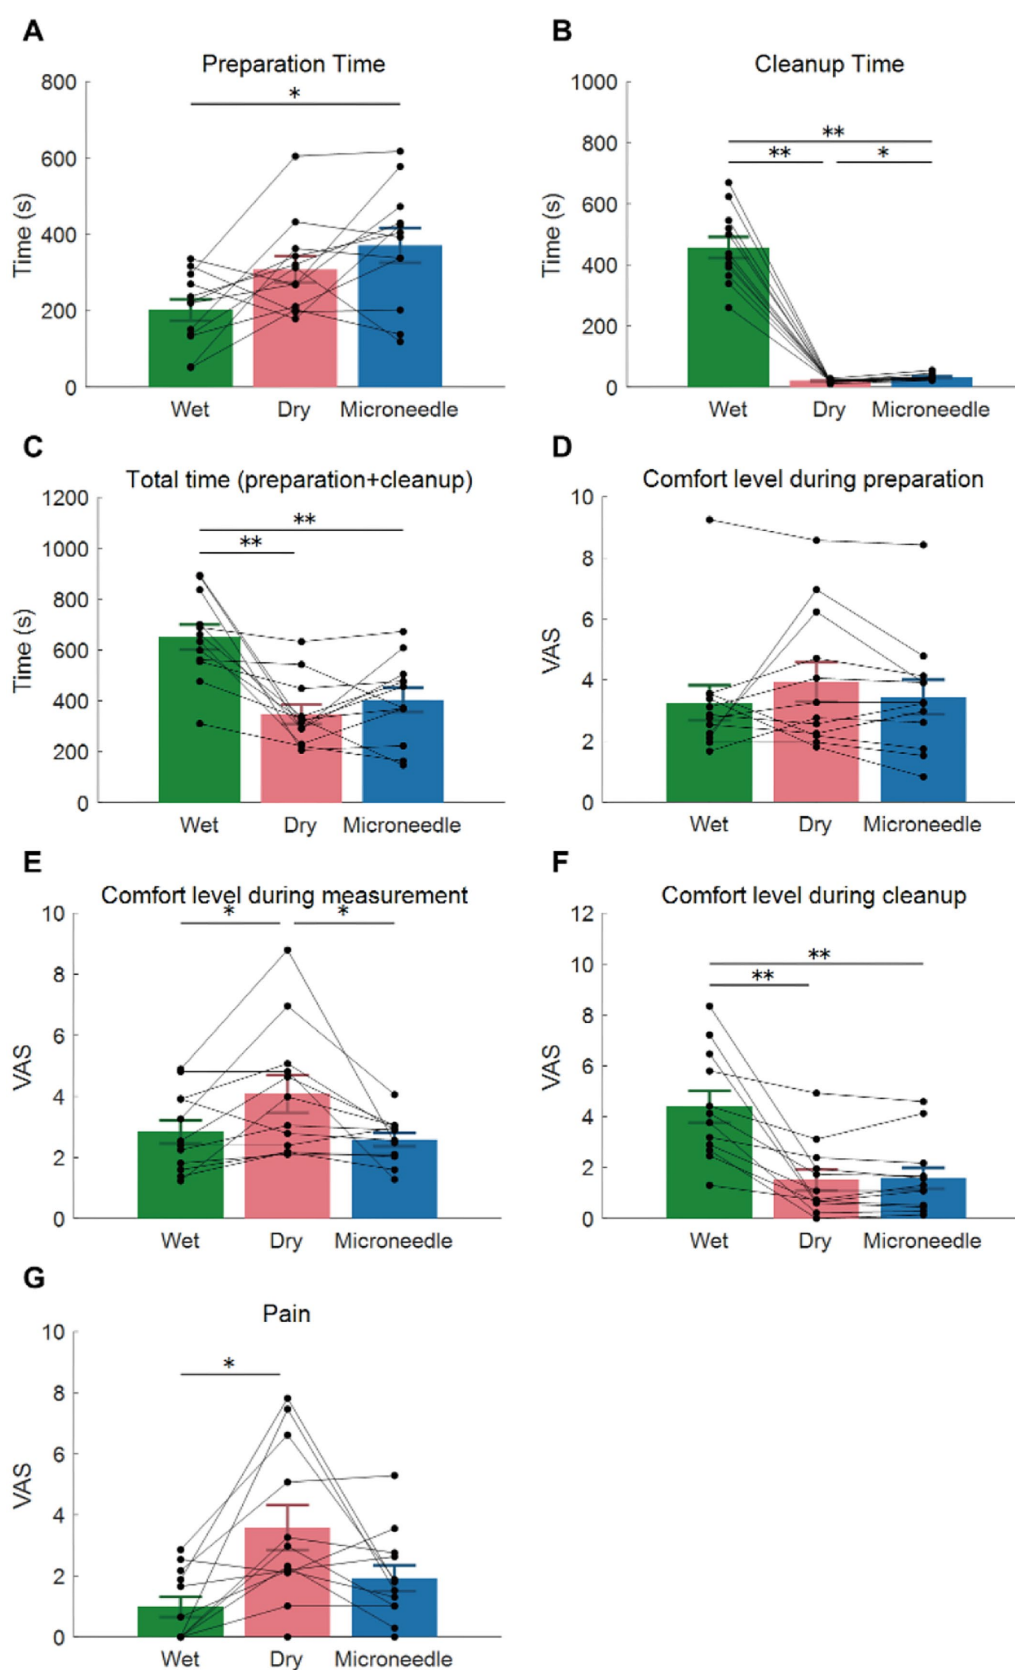 A
Preparation Time
*
Time (s)
800
600
400
200
0
Wet Dry Microneedle
B
Cleanup Time
**
** *
Time (s)
1000
800
600
400
200
0
Wet Dry Microneedle
C
Total time (preparation+cleanup)
**
**
Time (s)
1200
1000
800
600
400
200
0
Wet Dry Microneedle
D
Comfort level during preparation
VAS
10
8
6
4
2
0
Wet Dry Microneedle
E
Comfort level during measurement
* *
VAS
10
8
6
4
2
0
Wet Dry Microneedle
F
Comfort level during cleanup
**
**
VAS
12
10
8
6
4
2
0
Wet Dry Microneedle
G
Pain
*
VAS
10
8
6
4
2
0
Wet Dry Microneedle